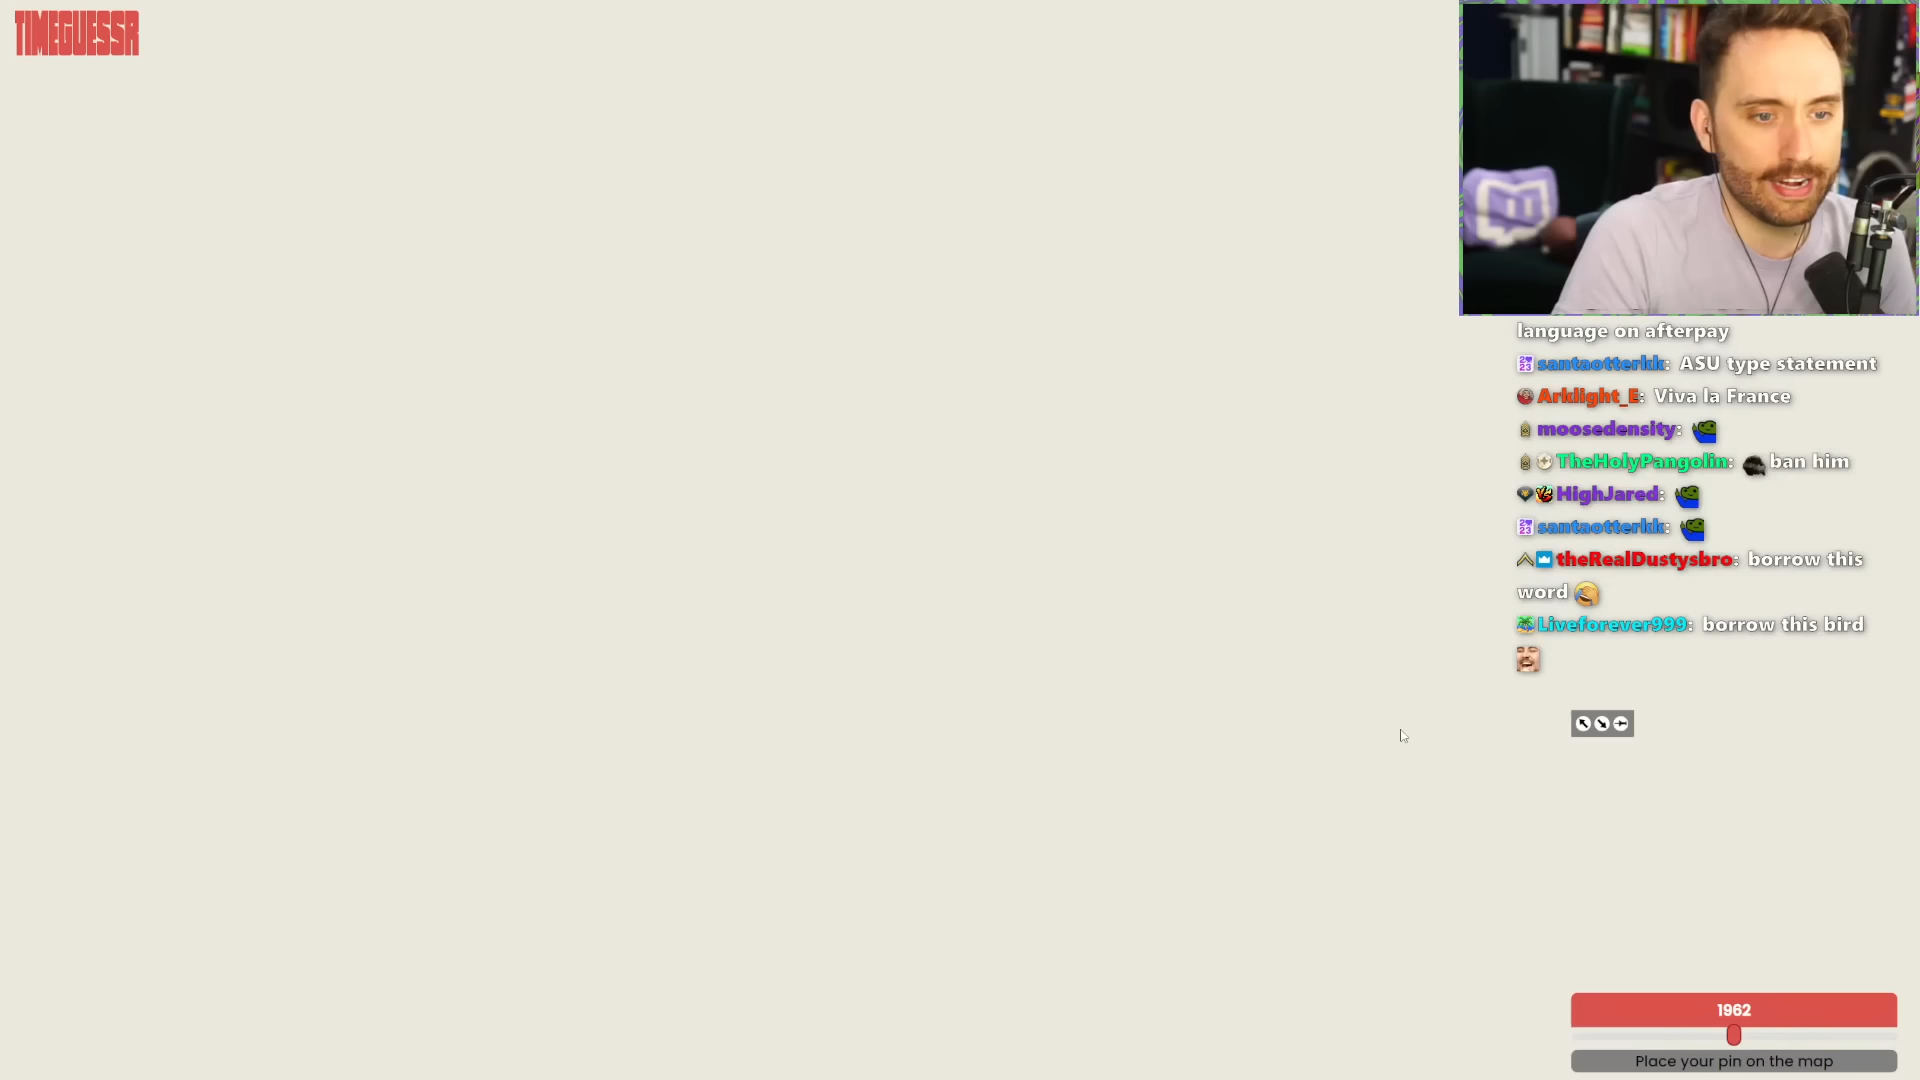 TIMEGUESSR
language on afterpay
santaotterkk: ASU type statement
Arklight_E: Viva la France
moosedensity:
TheHolyPangolin: ban him
HighJared:
santaotterkk:
theRealDustysbro: borrow this
word
Liveforever999: borrow this bird
1962
Place your pin on the map